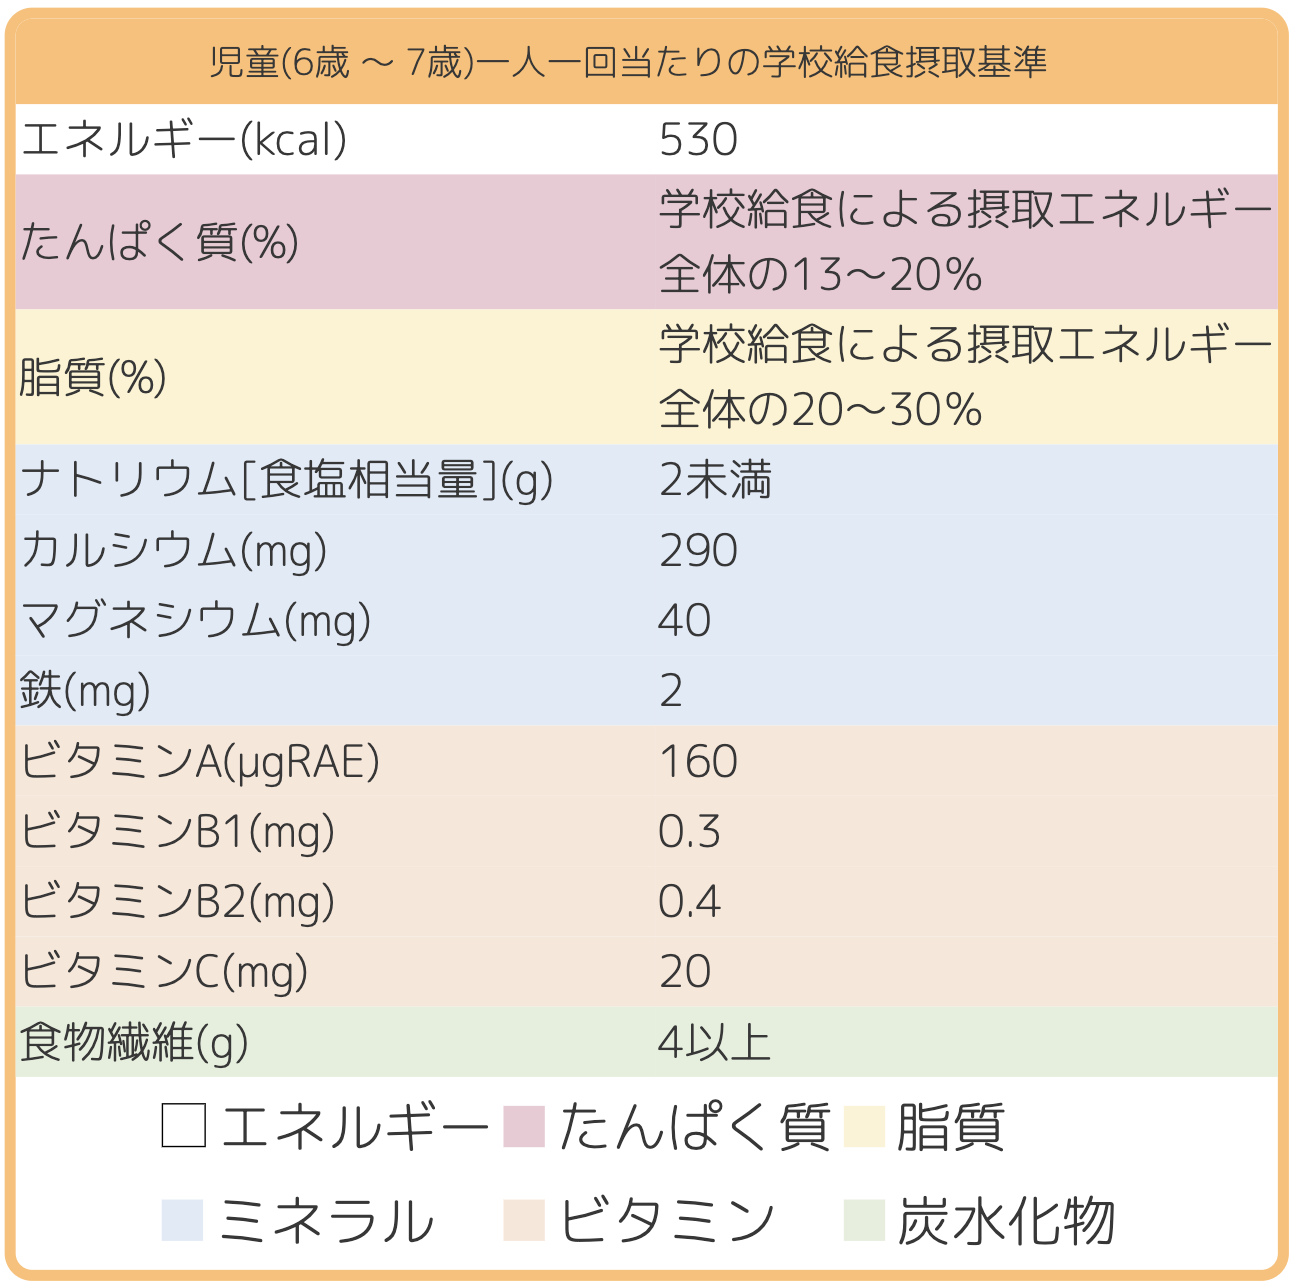 児童(6歳 ～ 7歳)一人一回当たりの学校給食摂取基準
エネルギー(kcal) 530
たんぱく質(%) 学校給食による摂取エネルギー
全体の13～20%
脂質(%) 学校給食による摂取エネルギー
全体の20～30%
ナトリウム[食塩相当量](g) 2未満
カルシウム(mg) 290
マグネシウム(mg) 40
鉄(mg) 2
ビタミンA(μgRAE) 160
ビタミンB1(mg) 0.3
ビタミンB2(mg) 0.4
ビタミンC(mg) 20
食物繊維(g) 4以上
エネルギー たんぱく質 脂質
ミネラル ビタミン 炭水化物